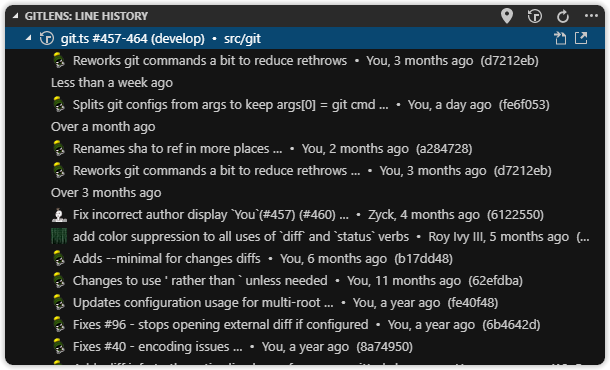 GITLENS: LINE HISTORY
git.ts #457-464 (develop) • src/git
Reworks git commands a bit to reduce rethrows • You, 3 months ago (d7212eb)
Less than a week ago
Splits git configs from args to keep args[0] = git cmd ... • You, a day ago (fe6f053)
Over a month ago
Renames sha to ref in more places ... • You, 2 months ago (a284728)
Reworks git commands a bit to reduce rethrows ... • You, 3 months ago (d7212eb)
Over 3 months ago
Fix incorrect author display `You`(#457) (#460) ... • Zyck, 4 months ago (6122550)
add color suppression to all uses of `diff` and `status` verbs • Roy Ivy III, 5 months ago (...
Adds --minimal for changes diffs • You, 6 months ago (b17dd48)
Changes to use ' rather than ` unless needed • You, 11 months ago (62efdba)
Updates configuration usage for multi-root ... • You, a year ago (fe40f48)
Fixes #96 - stops opening external diff if configured • You, a year ago (6b4642d)
Fixes #40 - encoding issues ... • You, a year ago (8a74950)